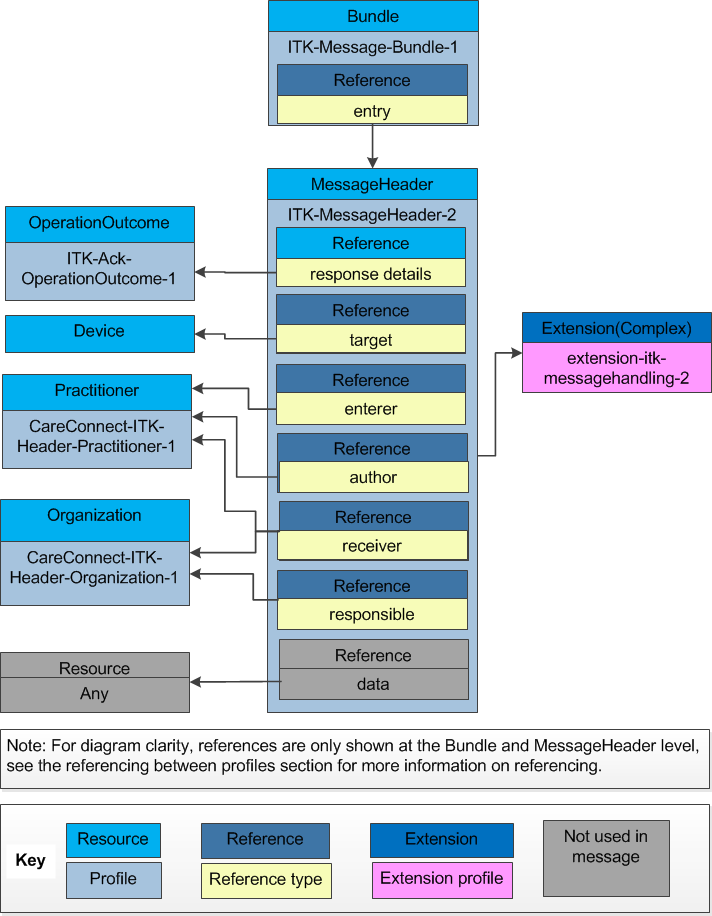 Bundle
ITK-Message-Bundle-1
Reference
entry
MessageHeader
ITK-MessageHeader-2
Reference
response details
Reference
target
Reference
enterer
Reference
author
Reference
receiver
Reference
responsible
Reference
data
OperationOutcome
ITK-Ack-
OperationOutcome-1
Device
Practitioner
CareConnect-ITK-
Header-Practitioner-1
Organization
CareConnect-ITK-
Header-Organization-1
Resource
Any
Extension(Complex)
extension-itk-
messagehandling-2
Note: For diagram clarity, references are only shown at the Bundle and MessageHeader level,
see the referencing between profiles section for more information on referencing.
Key
Resource
Profile
Reference
Reference type
Extension
Extension profile
Not used in
message